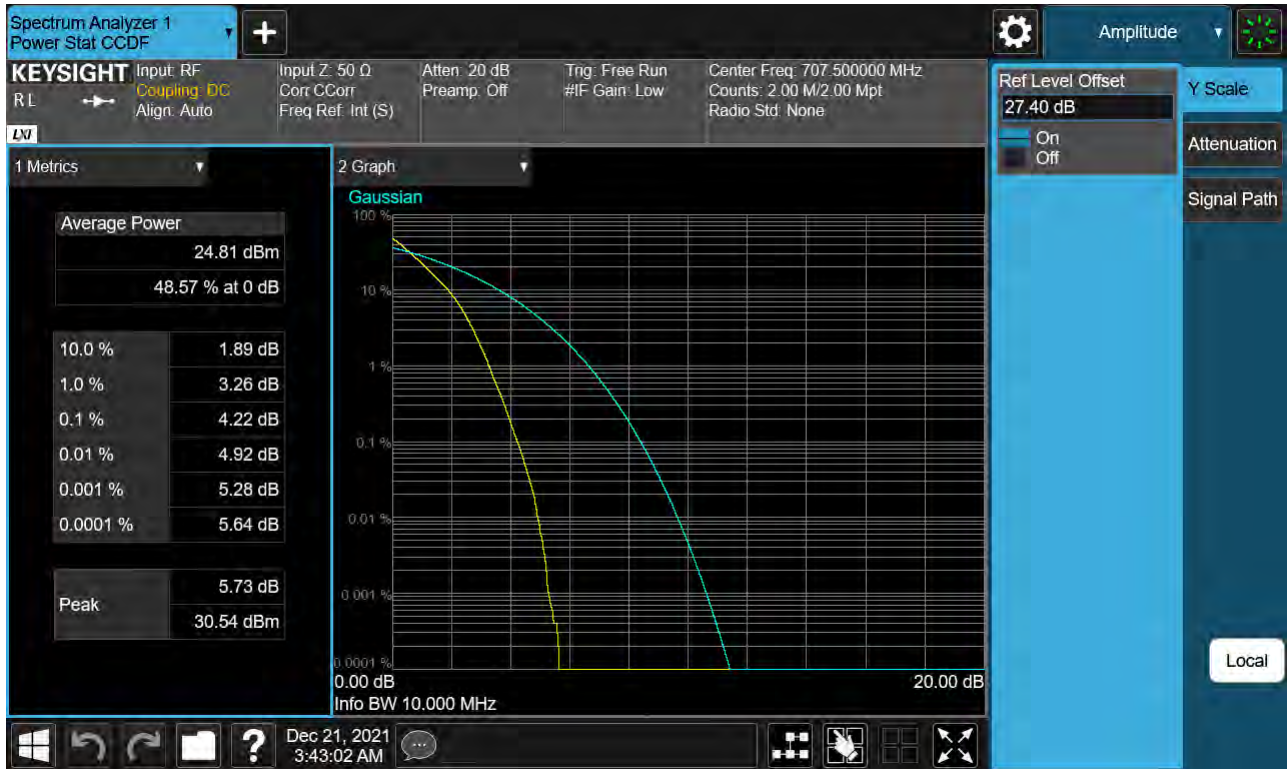 Spectrum Analyzer 1
Power Stat CCDF
+
Amplitude
KEYSIGHT
RL
LXI
Input: RF
Coupling: DC
Align: Auto
Input Z: 50 Ω
Corr CCorr
Freq Ref: Int (S)
Atten: 20 dB
Preamp: Off
Trig: Free Run
#IF Gain: Low
Center Freq: 707.500000 MHz
Counts: 2.00 M/2.00 Mpt
Radio Std: None
Ref Level Offset
27.40 dB
On
Off
Y Scale
Attenuation
Signal Path
1 Metrics
Average Power
24.81 dBm
48.57 % at 0 dB
10.0 % 1.89 dB
1.0 % 3.26 dB
0.1 % 4.22 dB
0.01 % 4.92 dB
0.001 % 5.28 dB
0.0001 % 5.64 dB
Peak
5.73 dB
30.54 dBm
2 Graph
Gaussian
100 %
10 %
1 %
0.1 %
0.01 %
0.001 %
0.0001 %
0.00 dB 20.00 dB
Info BW 10.000 MHz
Local
?
Dec 21, 2021
3:43:02 AM